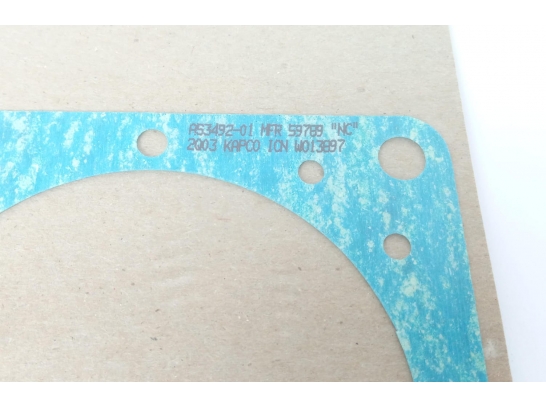 A53492-01 MFR 59789 "NC"
2Q03 KAPCO ICN W013897